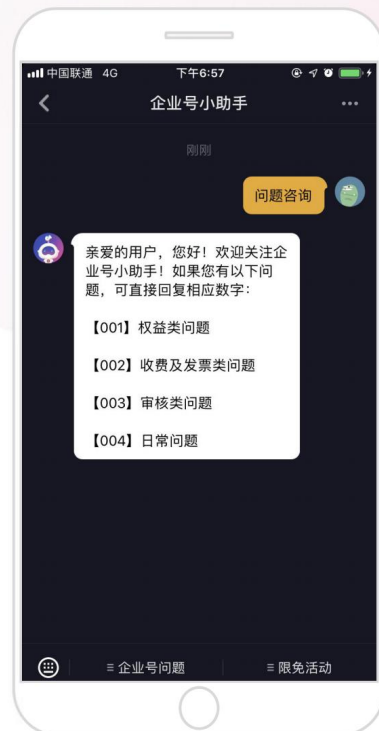 中国联通 4G 下午6:57
企业号小助手
刚刚
问题咨询
亲爱的用户，您好！欢迎关注企
业号小助手！如果您有以下问
题，可直接回复相应数字：
【001】权益类问题
【002】收费及发票类问题
【003】审核类问题
【004】日常问题
企业号问题 限免活动